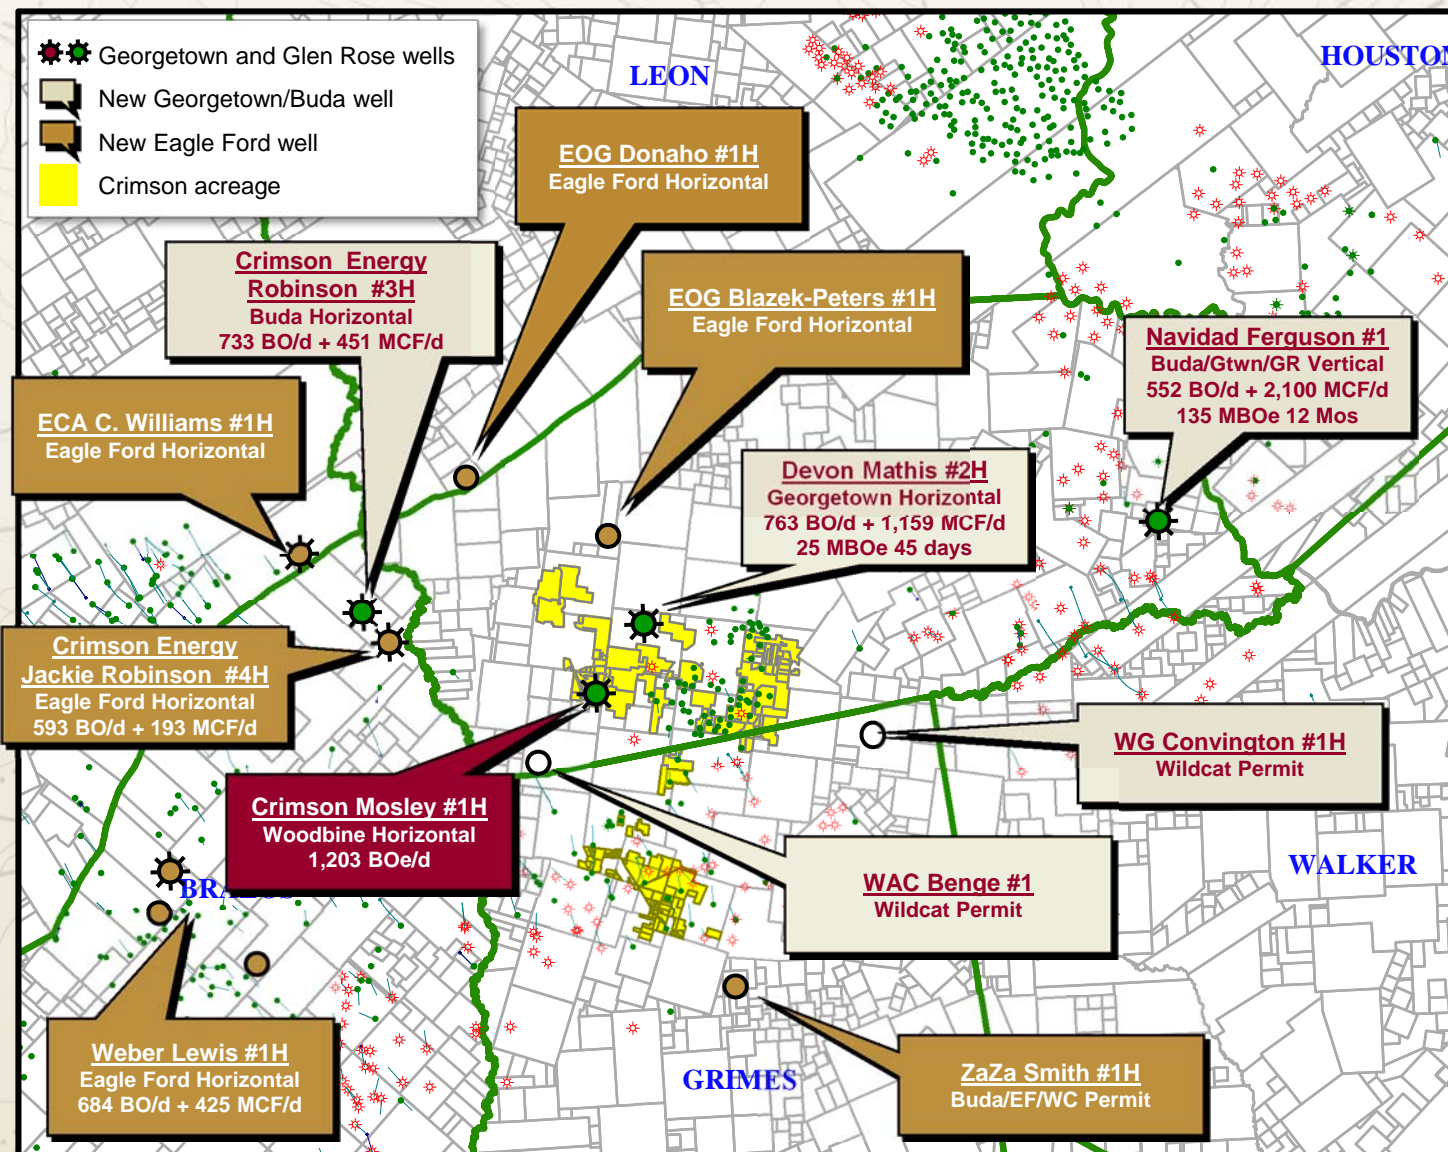 Georgetown and Glen Rose wells
New Georgetown/Buda well
New Eagle Ford well
Crimson acreage
LEON
HOUSTON
EOG Donaho #1H
Eagle Ford Horizontal
Crimson Energy
Robinson #3H
Buda Horizontal
733 BO/d + 451 MCF/d
EOG Blazek-Peters #1H
Eagle Ford Horizontal
Navidad Ferguson #1
Buda/Gtwn/GR Vertical
552 BO/d + 2,100 MCF/d
135 MBOe 12 Mos
ECA C. Williams #1H
Eagle Ford Horizontal
Devon Mathis #2H
Georgetown Horizontal
763 BO/d + 1,159 MCF/d
25 MBOe 45 days
Crimson Energy
Jackie Robinson #4H
Eagle Ford Horizontal
593 BO/d + 193 MCF/d
WG Convington #1H
Wildcat Permit
Crimson Mosley #1H
Woodbine Horizontal
1,203 BOe/d
WALKER
WAC Benge #1
Wildcat Permit
Weber Lewis #1H
Eagle Ford Horizontal
684 BO/d + 425 MCF/d
GRIMES
ZaZa Smith #1H
Buda/EF/WC Permit